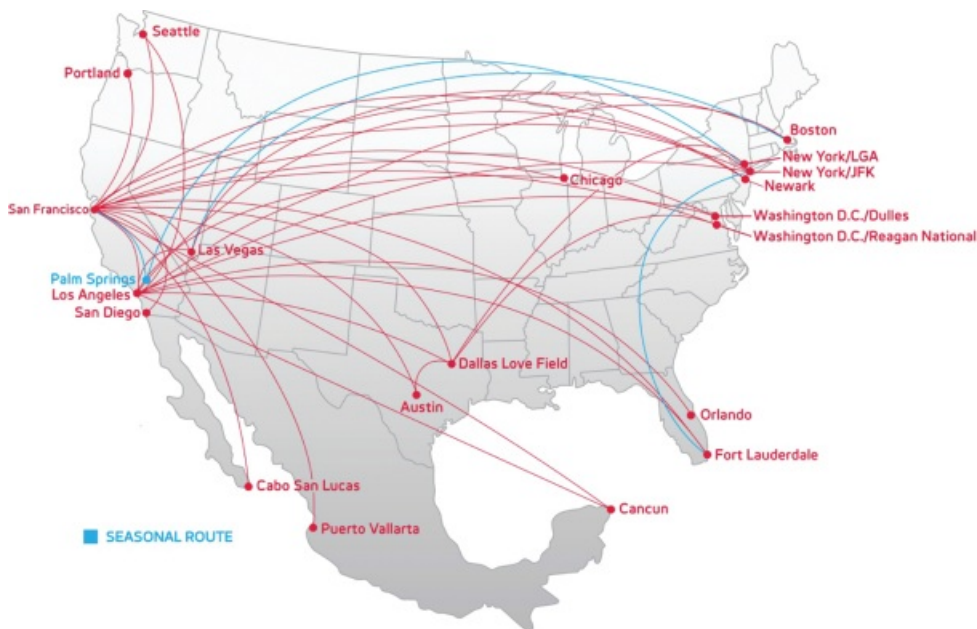 Seattle
Portland
Boston
New York/LGA
New York/JFK
Chicago
Newark
San Francisco
Washington D.C./Dulles
Washington D.C./Reagan National
Las Vegas
Palm Springs
Los Angeles
San Diego
Dallas Love Field
Austin
Orlando
Fort Lauderdale
Cabo San Lucas
Cancun
Puerto Vallarta
SEASONAL ROUTE